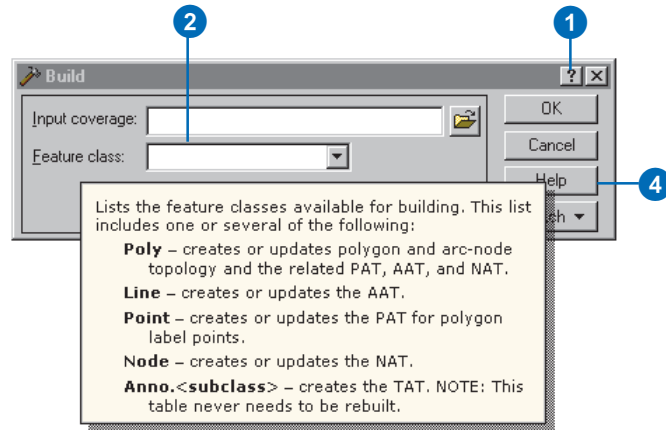 2
1
Build
?
Input coverage:
OK
Feature class:
Cancel
Help
4
ch
Lists the feature classes available for building. This list
includes one or several of the following:
Poly – creates or updates polygon and arc-node
topology and the related PAT, AAT, and NAT.
Line – creates or updates the AAT.
Point – creates or updates the PAT for polygon
label points.
Node – creates or updates the NAT.
Anno.<subclass> – creates the TAT. NOTE: This
table never needs to be rebuilt.